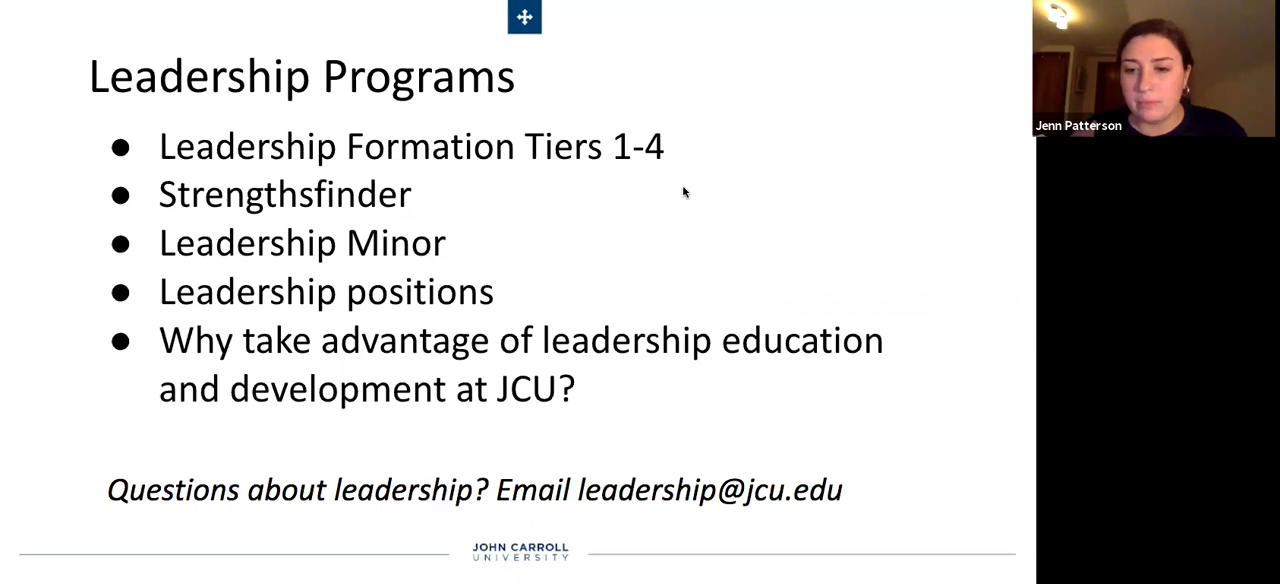 Leadership Programs
● Leadership Formation Tiers 1-4
● Strengthsfinder
● Leadership Minor
● Leadership positions
● Why take advantage of leadership education
and development at JCU?
Questions about leadership? Email leadership@jcu.edu
JOHN CARROLL
UNIVERSITY
Jenn Patterson